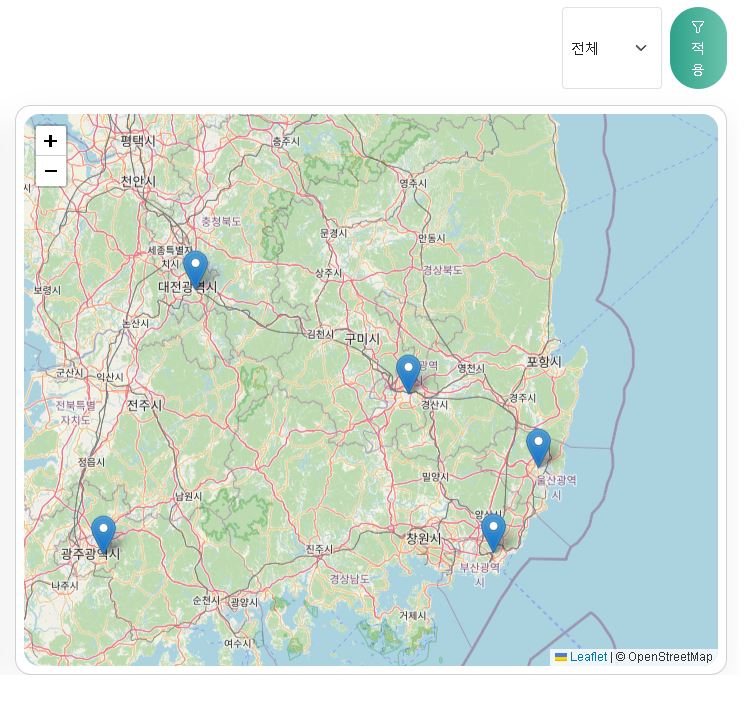 전체
적
용
+
−
평택시
충주시
천안시
영주시
충청북도
문경시
안동시
세종특별자
치시
상주시
경상북도
대전광역시
보령시
논산시
김천시
구미시
포항시
광역
영천시
군산시
익산시
전북특별
자치도
전주시
경산시
경주시
정읍시
밀양시
울산광역
시
남원시
양산시
광주광역시
진주시
창원시
부산광역
시
나주시
경상남도
순천시
광양시
거제시
여수시
Leaflet | © OpenStreetMap